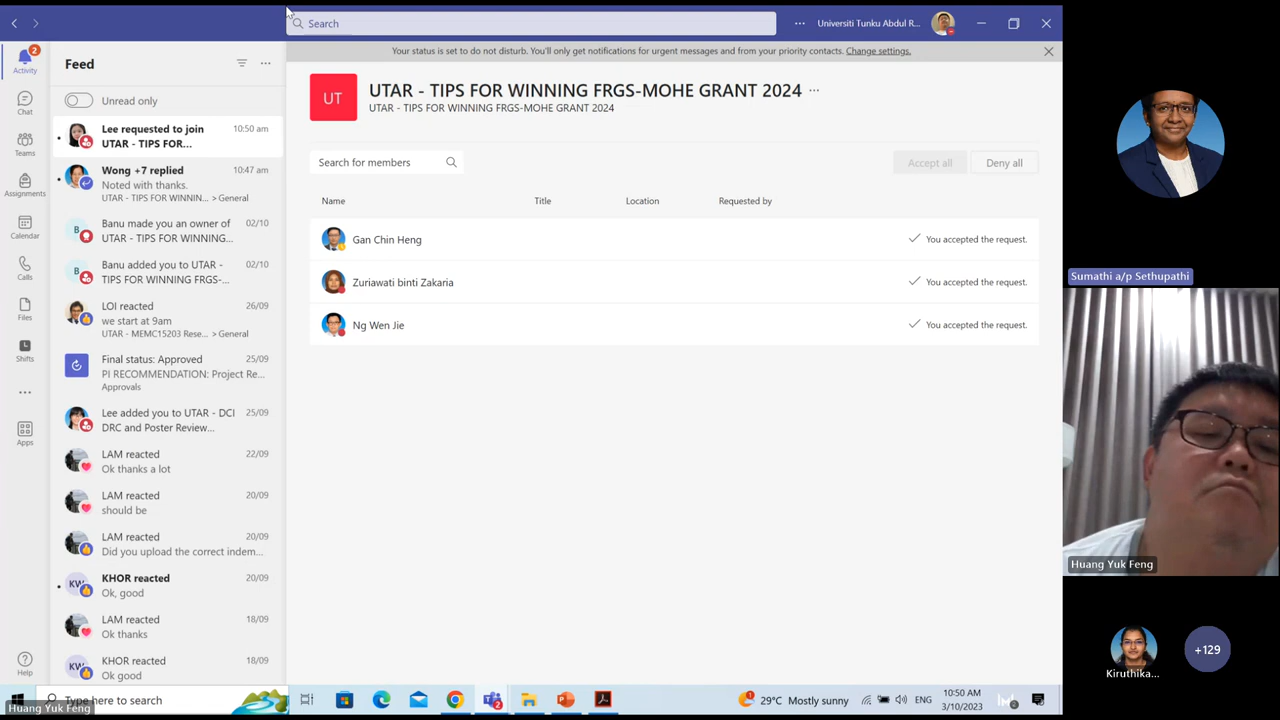 Search
Universiti Tunku Abdul R...
Your status is set to do not disturb. You'll only get notifications for urgent messages and from your priority contacts. Change settings.
2
Activity
Chat
Teams
Assignments
Calendar
Calls
Files
Shifts
Apps
Help
Feed
Unread only
Lee requested to join
10:50 am
UTAR - TIPS FOR...
Wong +7 replied
10:47 am
Noted with thanks.
UTAR - TIPS FOR WINNIN... > General
B
Banu made you an owner of
02/10
UTAR - TIPS FOR WINNING...
B
Banu added you to UTAR -
02/10
TIPS FOR WINNING FRGS-...
LOI reacted
26/09
we start at 9am
UTAR - MEMC15203 Rese... > General
Final status: Approved
25/09
PI RECOMMENDATION: Project Re...
Approvals
Lee added you to UTAR - DCI
25/09
DRC and Poster Review...
LAM reacted
22/09
Ok thanks a lot
LAM reacted
20/09
should be
LAM reacted
20/09
Did you upload the correct indem...
KW
KHOR reacted
20/09
Ok, good
LAM reacted
18/09
Ok thanks
KW
KHOR reacted
18/09
Ok good
UT
UTAR - TIPS FOR WINNING FRGS-MOHE GRANT 2024
UTAR - TIPS FOR WINNING FRGS-MOHE GRANT 2024
Search for members
Accept all
Deny all
Name
Title
Location
Requested by
Gan Chin Heng
You accepted the request.
Zuriawati binti Zakaria
You accepted the request.
Ng Wen Jie
You accepted the request.
Sumathi a/p Sethupathi
Huang Yuk Feng
Kiruthika...
+129
Type here to search
Huang Yuk Feng
29°C Mostly sunny
ENG
10:50 AM
3/10/2023